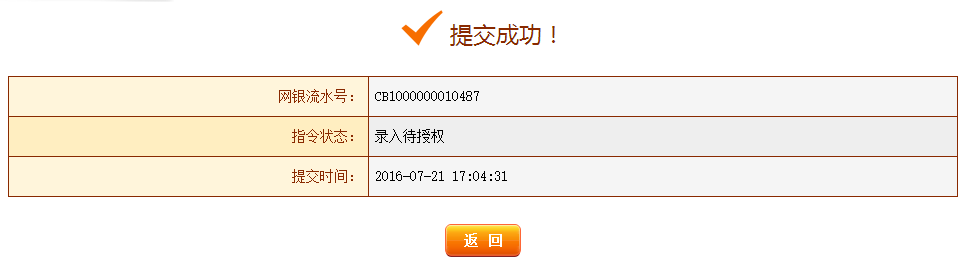 提交成功！
网银流水号： CB1000000010487
指令状态： 录入待授权
提交时间： 2016-07-21 17:04:31
返 回